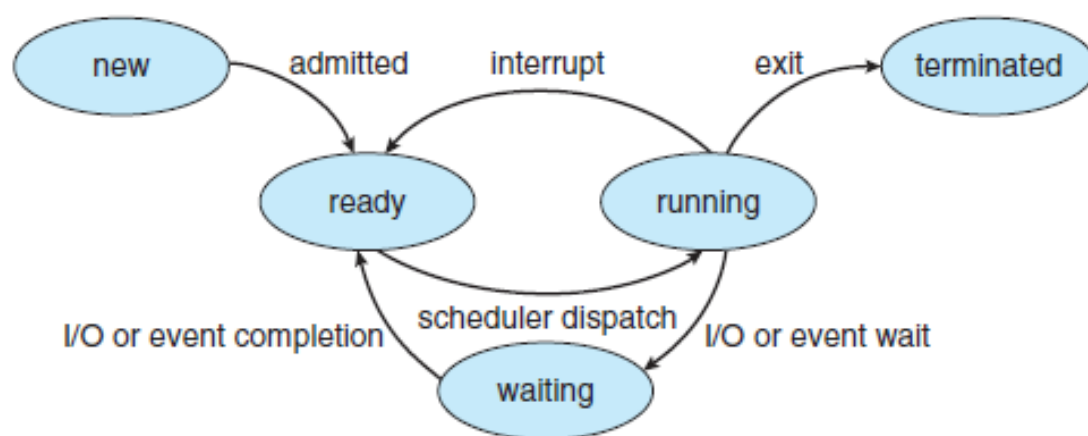 new
admitted
interrupt
exit
terminated
ready
running
scheduler dispatch
I/O or event completion
I/O or event wait
waiting